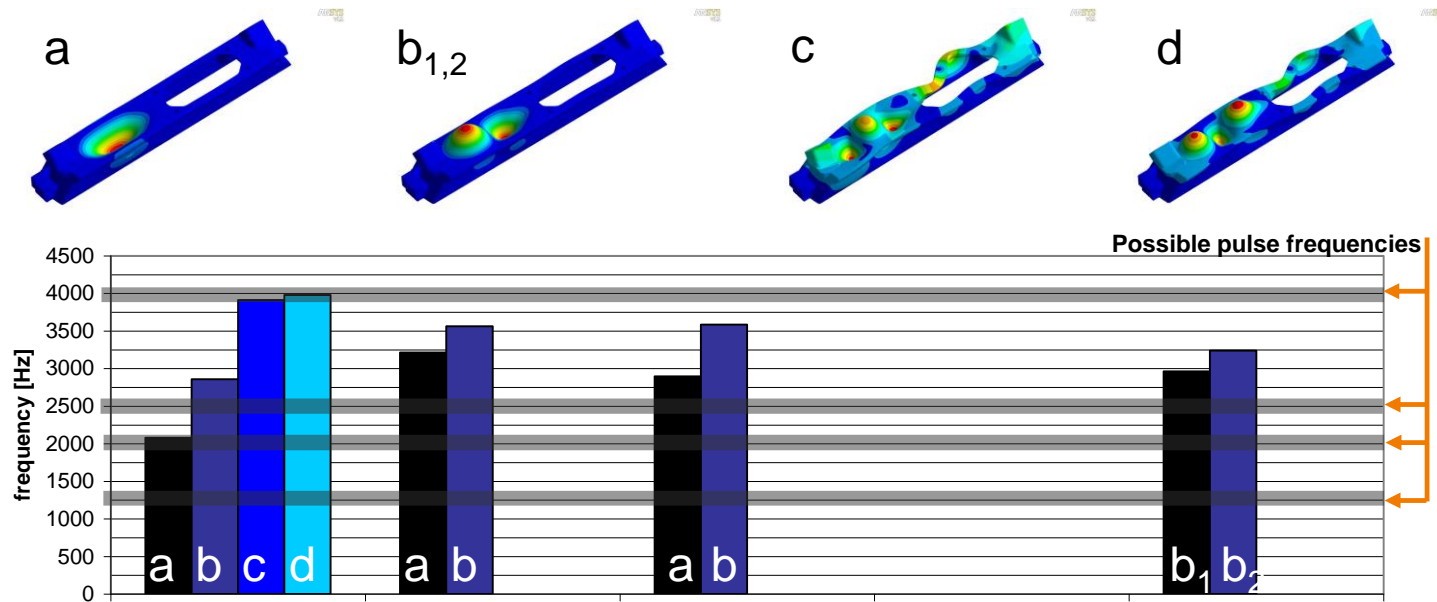 a
b1,2
c
d
Possible pulse frequencies
frequency [Hz]
4500
4000
3500
3000
2500
2000
1500
1000
500
0
a b c d
a b
a b
b1 b2